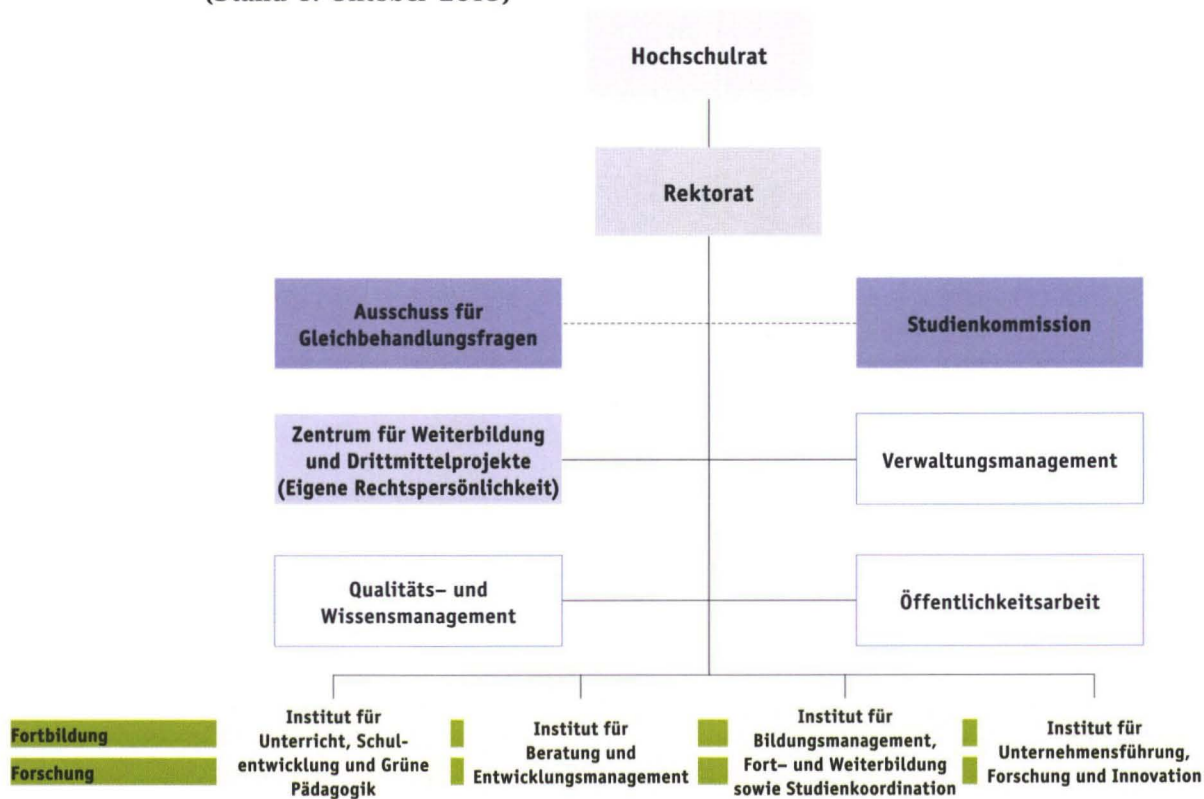 Hochschulrat
Rektorat
Ausschuss für
Gleichbehandlungsfragen
Studienkommission
Zentrum für Weiterbildung
und Drittmittelprojekte
(Eigene Rechtspersönlichkeit)
Verwaltungsmanagement
Qualitäts– und
Wissensmanagement
Öffentlichkeitsarbeit
Fortbildung
Forschung
Institut für
Unterricht, Schul-
entwicklung und Grüne
Pädagogik
Institut für
Beratung und
Entwicklungsmanagement
Institut für
Bildungsmanagement,
Fort– und Weiterbildung
sowie Studienkoordination
Institut für
Unternehmensführung,
Forschung und Innovation